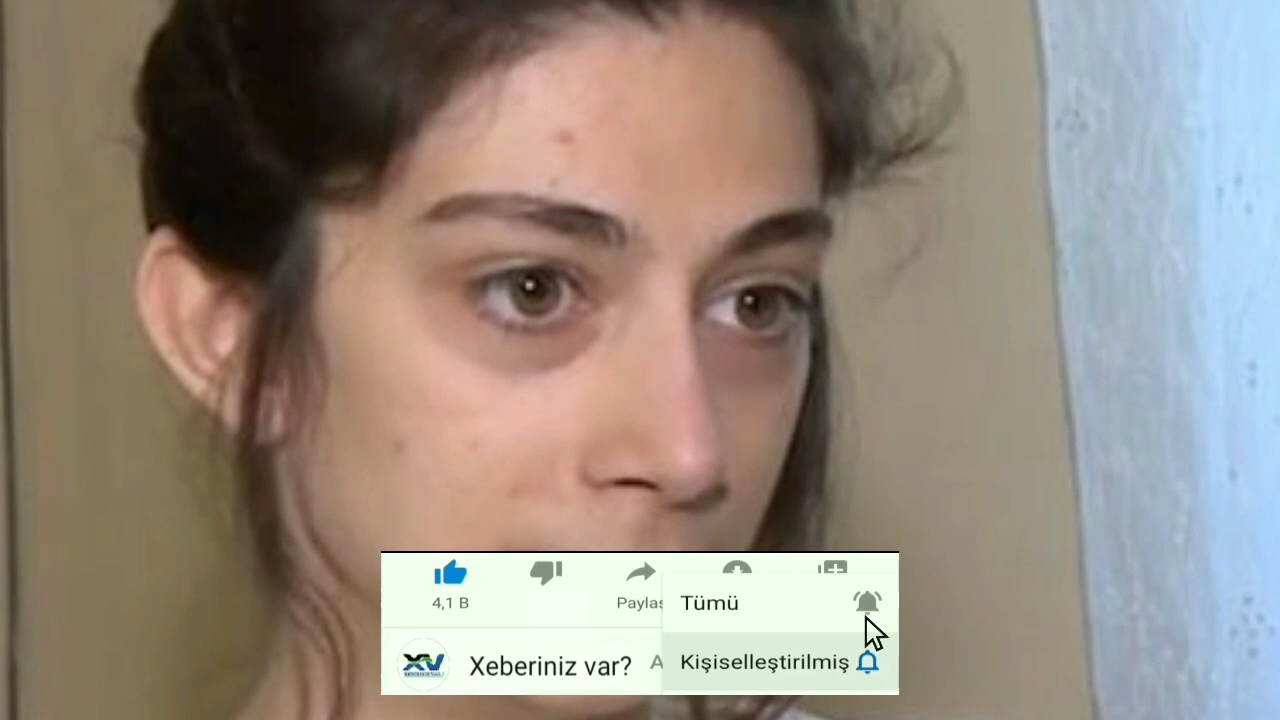 4,1 B
Paylaş
Tümü
XV
Xeberiniz var?
A
Kişiselleştirilmiş